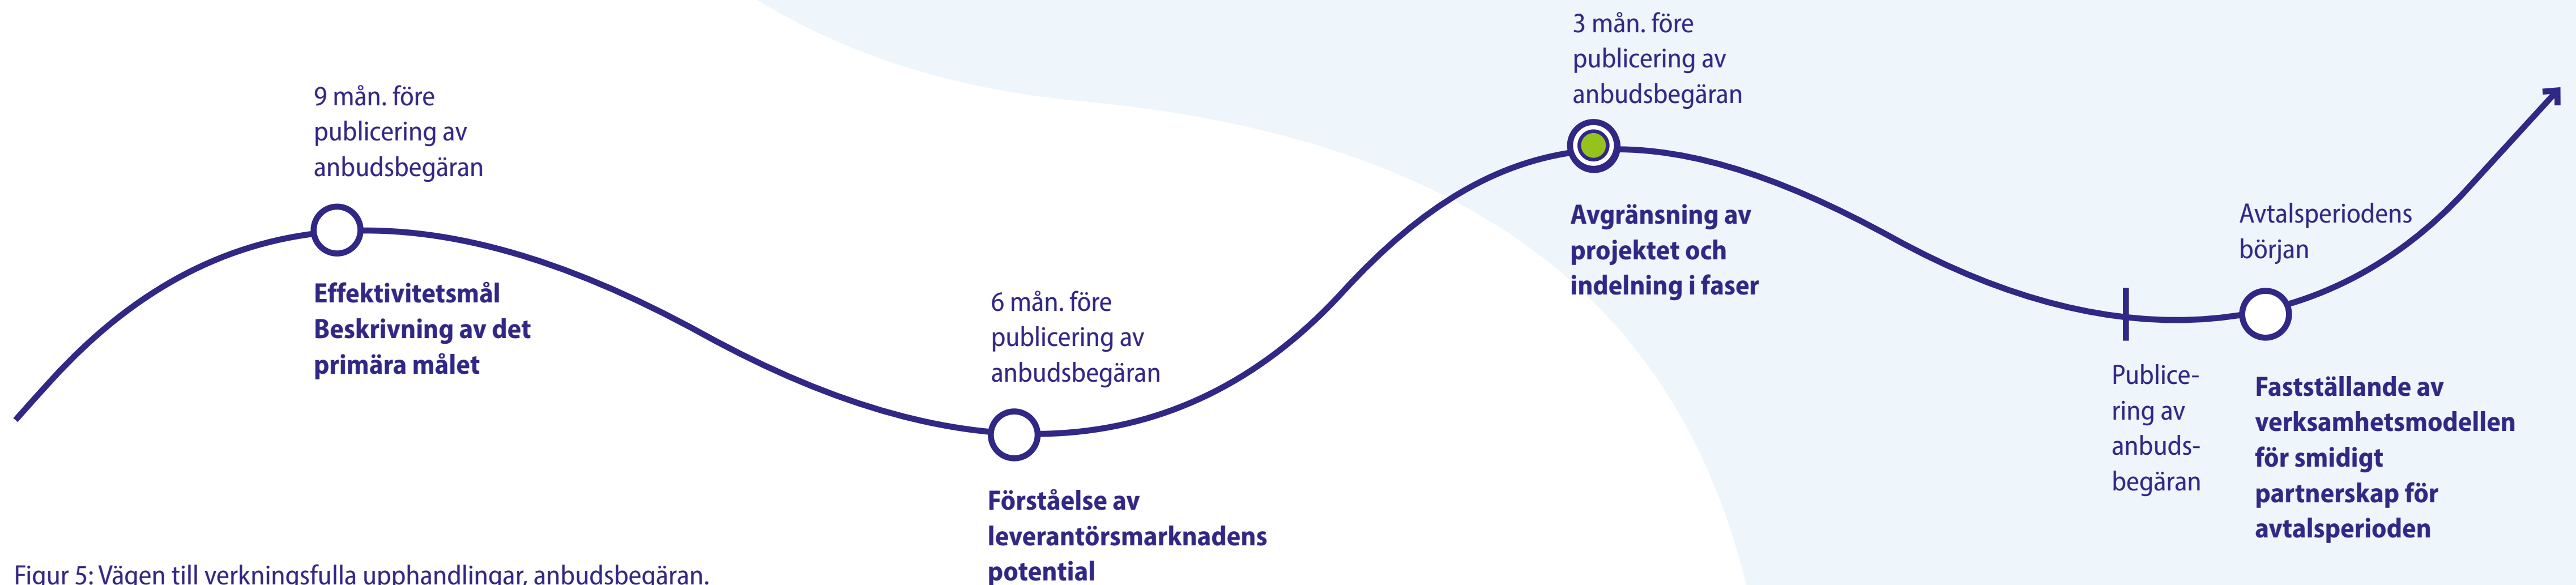 9 mån. före
publicering av
anbudsbegäran
Effektivitetsmål
Beskrivning av det
primära målet
6 mån. före
publicering av
anbudsbegäran
Förståelse av
leverantörsmarknadens
potential
3 mån. före
publicering av
anbudsbegäran
Avgränsning av
projektet och
indelning i faser
Publice-
ring av
anbuds-
begäran
Avtalsperiodens
början
Fastställande av
verksamhetsmodellen
för smidigt
partnerskap för
avtalsperioden
Figur 5: Vägen till verkningsfulla upphandlingar, anbudsbegäran.